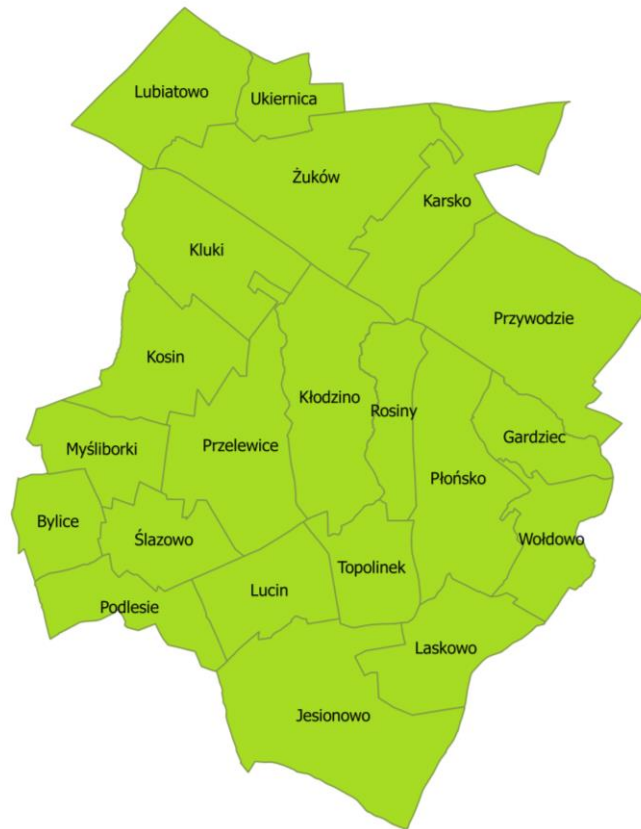 Lubiatowo
Ukiernica
Żuków
Karsko
Kluki
Przywodzie
Kosin
Kłodzino
Rosiny
Gardziec
Myśliborki
Przelewice
Płońsko
Bylice
Ślazowo
Wołdowo
Topolinek
Lucin
Podlesie
Laskowo
Jesionowo